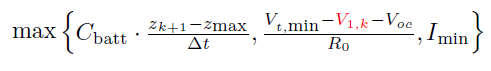 max{C_batt · (z_{k+1}−z_max)/Δt, (V_{t,min}−V_{1,k}−V_{oc})/R_0, I_min}